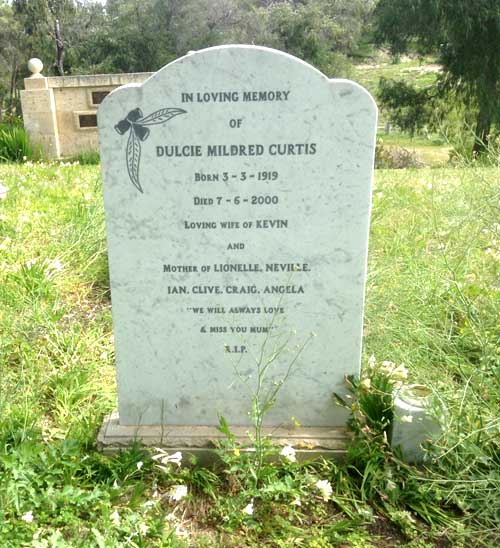 IN LOVING MEMORY
OF
DULCIE MILDRED CURTIS
BORN 3 - 3 - 1919
DIED 7 - 6 - 2000
LOVING WIFE OF KEVIN
AND
MOTHER OF LIONELLE, NEVILLE,
IAN, CLIVE, CRAIG, ANGELA
"WE WILL ALWAYS LOVE
& MISS YOU MUM"
R.I.P.